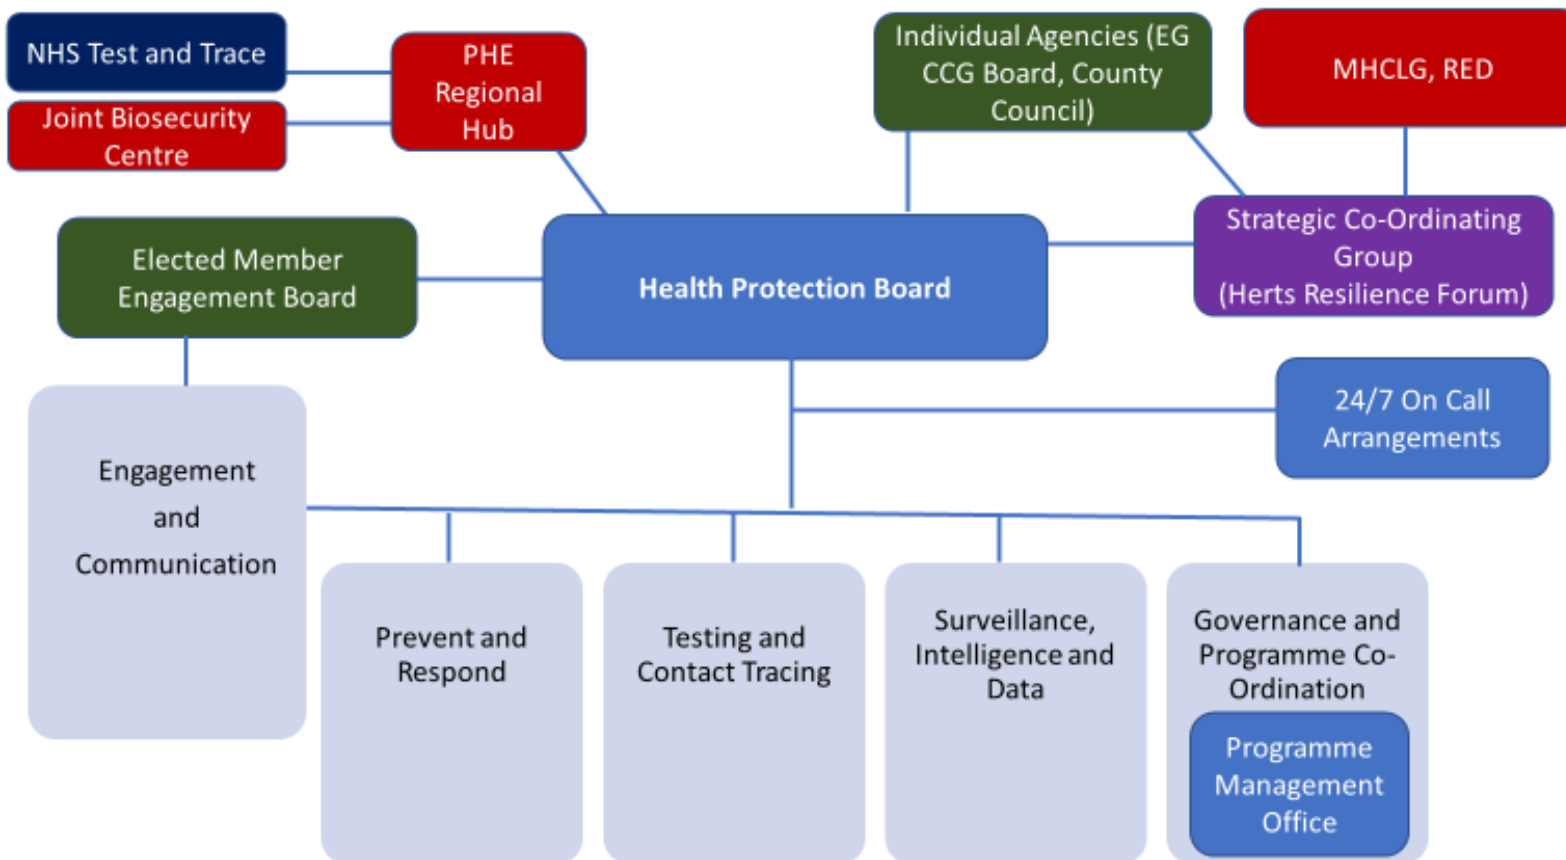 NHS Test and Trace
Joint Biosecurity
Centre
PHE
Regional
Hub
Individual Agencies (EG
CCG Board, County
Council)
MHCLG, RED
Elected Member
Engagement Board
Health Protection Board
Strategic Co-Ordinating
Group
(Herts Resilience Forum)
24/7 On Call
Arrangements
Engagement
and
Communication
Prevent and
Respond
Testing and
Contact Tracing
Surveillance,
Intelligence and
Data
Governance and
Programme Co-
Ordination
Programme
Management
Office